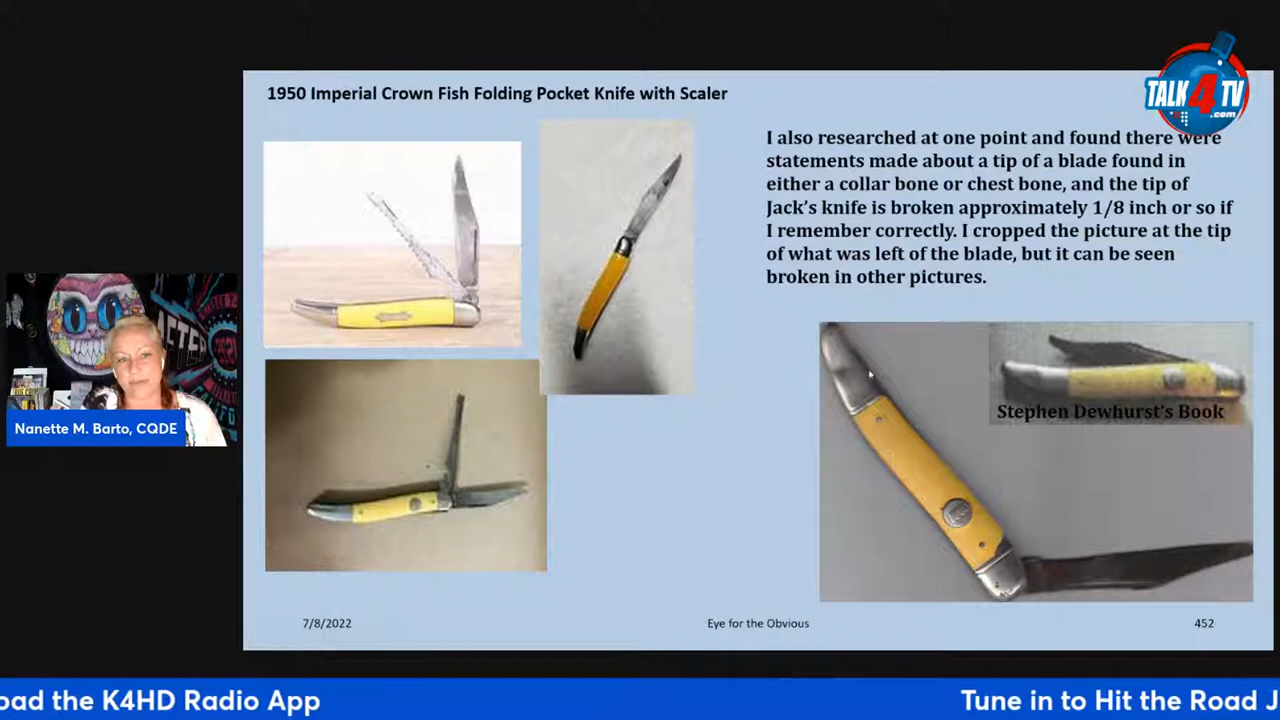 TALK 4 TV
.com
1950 Imperial Crown Fish Folding Pocket Knife with Scaler
I also researched at one point and found there were
statements made about a tip of a blade found in
either a collar bone or chest bone, and the tip of
Jack's knife is broken approximately 1/8 inch or so if
I remember correctly. I cropped the picture at the tip
of what was left of the blade, but it can be seen
broken in other pictures.
Stephen Dewhurst's Book
AFTER
Nanette M. Barto, CQDE
7/8/2022
Eye for the Obvious
452
oad the K4HD Radio App
Tune in to Hit the Road J